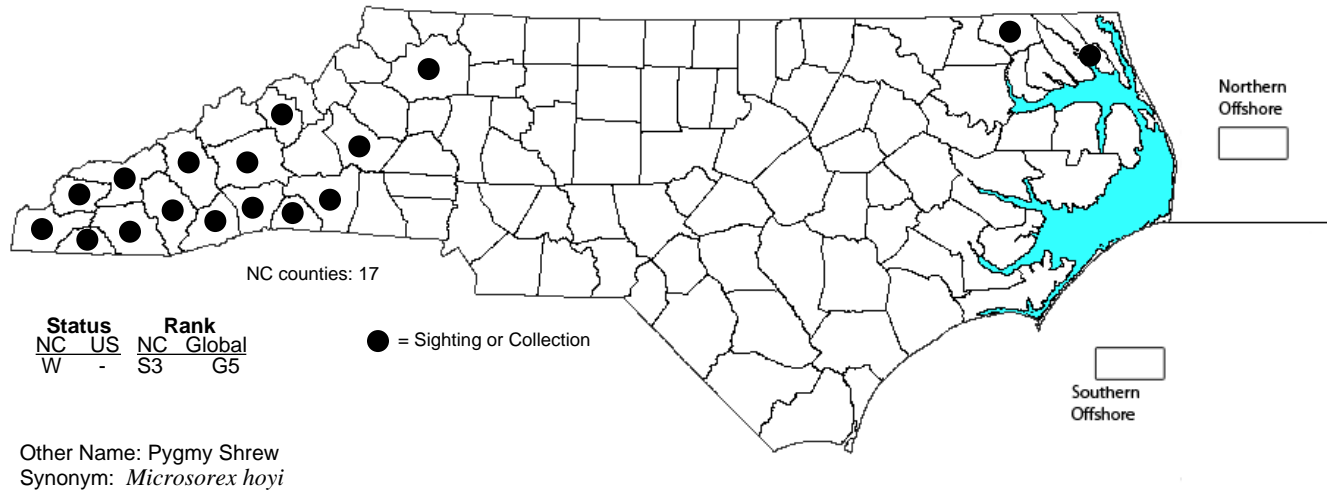 Northern
Offshore
NC counties: 17
Status Rank
NC US NC Global
W - S3 G5
= Sighting or Collection
Southern
Offshore
Other Name: Pygmy Shrew
Synonym: Microsorex hoyi